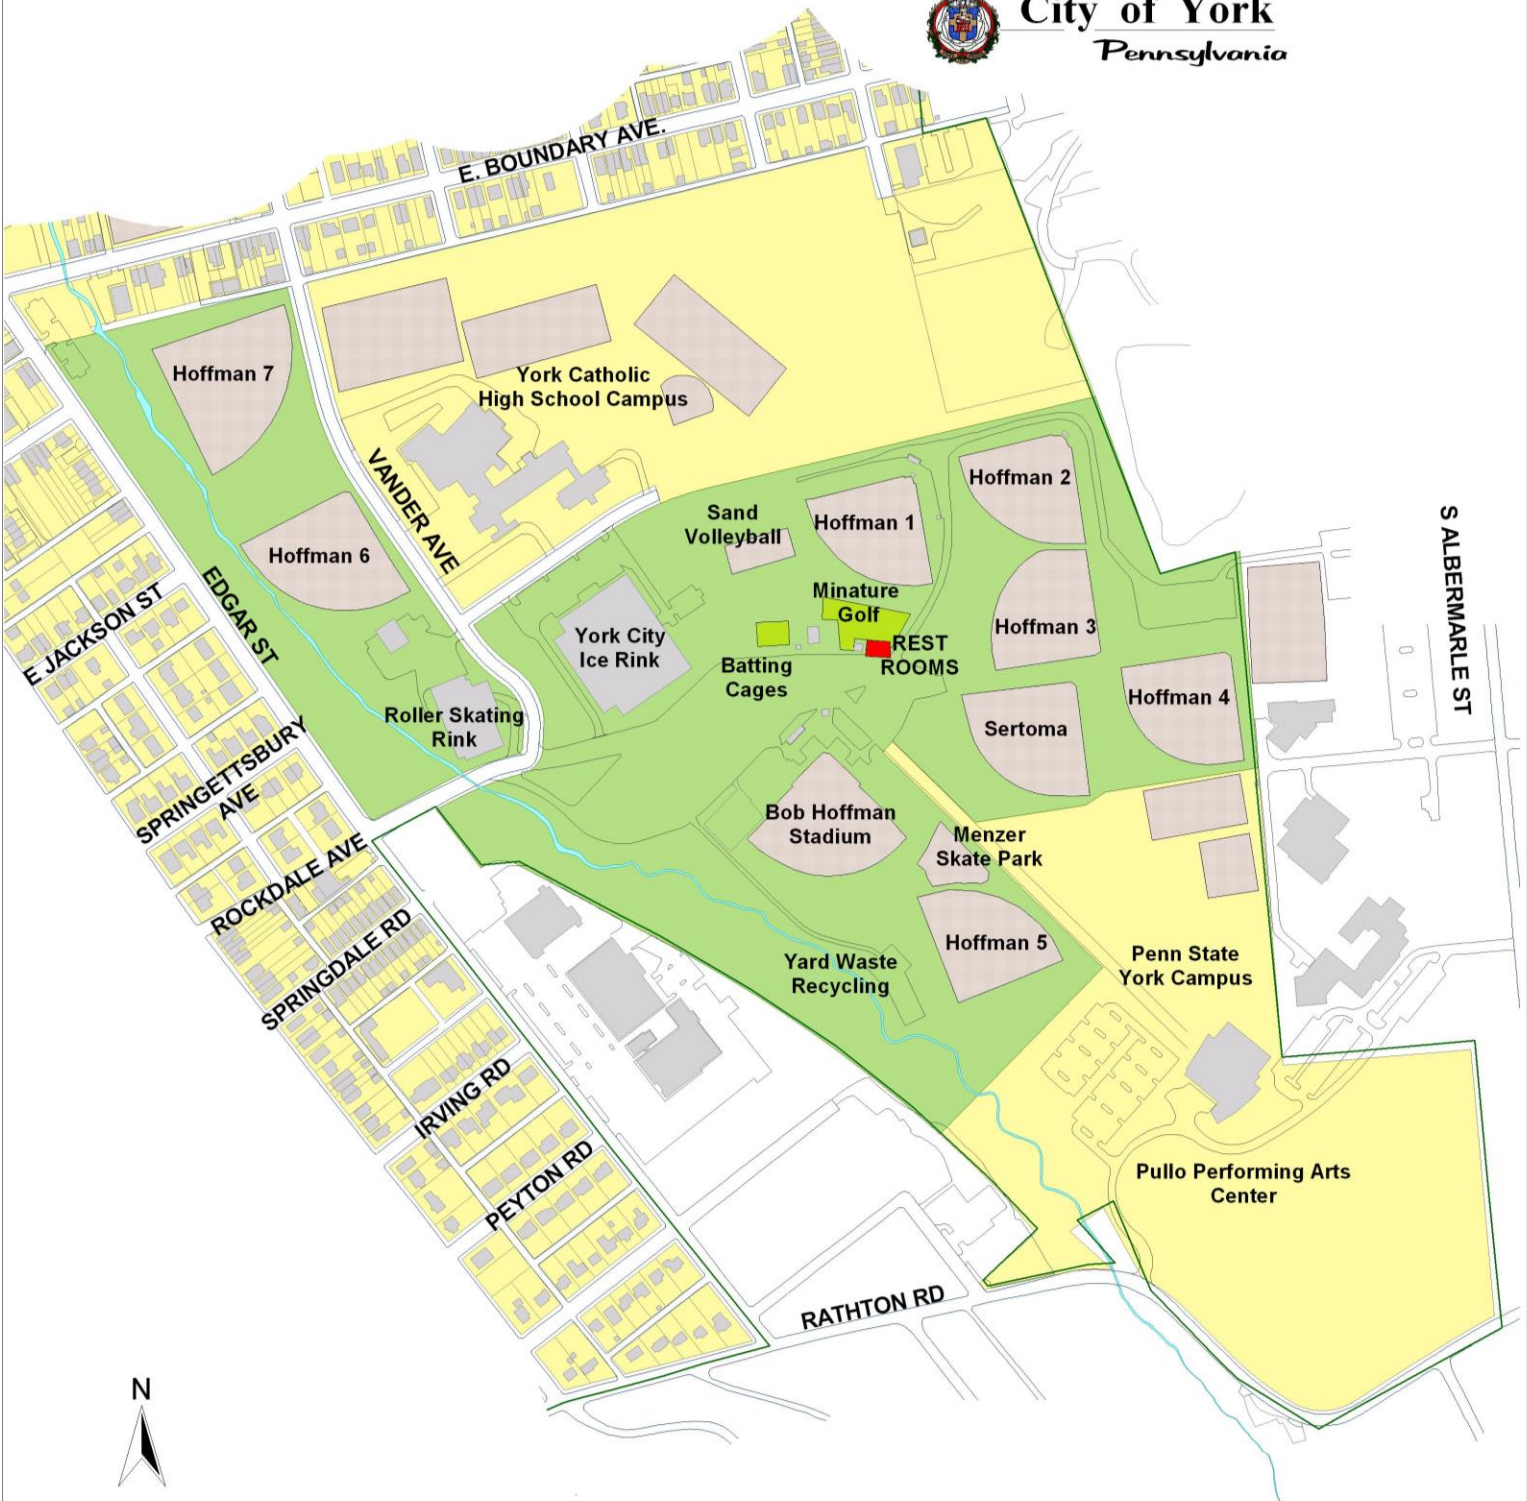 City of York
Pennsylvania
E. BOUNDARY AVE.
Hoffman 7
York Catholic
High School Campus
VANDER AVE
Hoffman 2
Sand
Volleyball
Hoffman 1
S ALBERMARLE ST
Hoffman 6
EDGAR ST
E JACKSON ST
Minature
Golf
York City
Ice Rink
Hoffman 3
REST
ROOMS
Batting
Cages
Hoffman 4
Roller Skating
Rink
Sertoma
SPRINGETTSBURY
AVE
Bob Hoffman
Stadium
Menzer
Skate Park
ROCKDALE AVE
SPRINGDALE RD
Hoffman 5
Yard Waste
Recycling
Penn State
York Campus
IRVING RD
PEYTON RD
Pullo Performing Arts
Center
RATHTON RD
N